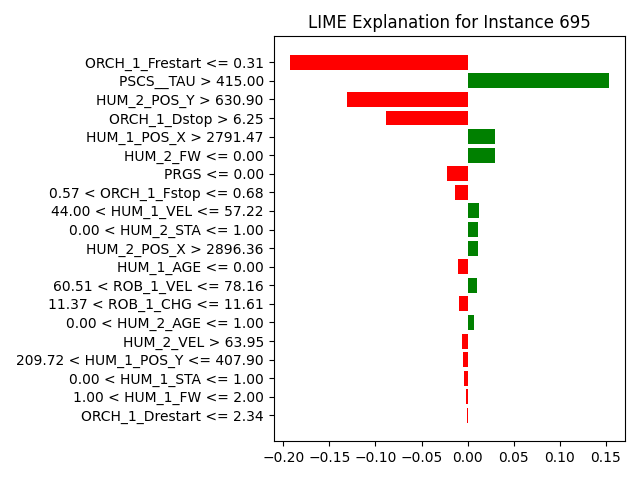 LIME Explanation for Instance 695
ORCH_1_Frestart <= 0.31
PSCS__TAU > 415.00
HUM_2_POS_Y > 630.90
ORCH_1_Dstop > 6.25
HUM_1_POS_X > 2791.47
HUM_2_FW <= 0.00
PRGS <= 0.00
0.57 < ORCH_1_Fstop <= 0.68
44.00 < HUM_1_VEL <= 57.22
0.00 < HUM_2_STA <= 1.00
HUM_2_POS_X > 2896.36
HUM_1_AGE <= 0.00
60.51 < ROB_1_VEL <= 78.16
11.37 < ROB_1_CHG <= 11.61
0.00 < HUM_2_AGE <= 1.00
HUM_2_VEL > 63.95
209.72 < HUM_1_POS_Y <= 407.90
0.00 < HUM_1_STA <= 1.00
1.00 < HUM_1_FW <= 2.00
ORCH_1_Drestart <= 2.34
−0.20 −0.15 −0.10 −0.05 0.00 0.05 0.10 0.15